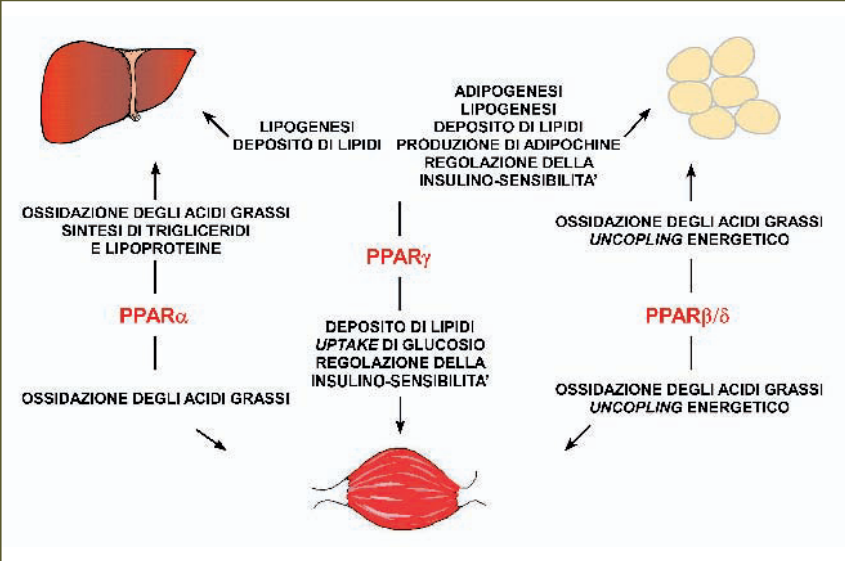 LIPOGENESI
DEPOSITO DI LIPIDI
ADIPOGENESI
LIPOGENESI
DEPOSITO DI LIPIDI
PRODUZIONE DI ADIPOCHINE
REGOLAZIONE DELLA
INSULINO-SENSIBILITA'
OSSIDAZIONE DEGLI ACIDI GRASSI
SINTESI DI TRIGLICERIDI
E LIPOPROTEINE
OSSIDAZIONE DEGLI ACIDI GRASSI
UNCOPLING ENERGETICO
PPARγ
PPARα
PPARβ/δ
DEPOSITO DI LIPIDI
UPTAKE DI GLUCOSIO
REGOLAZIONE DELLA
INSULINO-SENSIBILITA'
OSSIDAZIONE DEGLI ACIDI GRASSI
OSSIDAZIONE DEGLI ACIDI GRASSI
UNCOPLING ENERGETICO